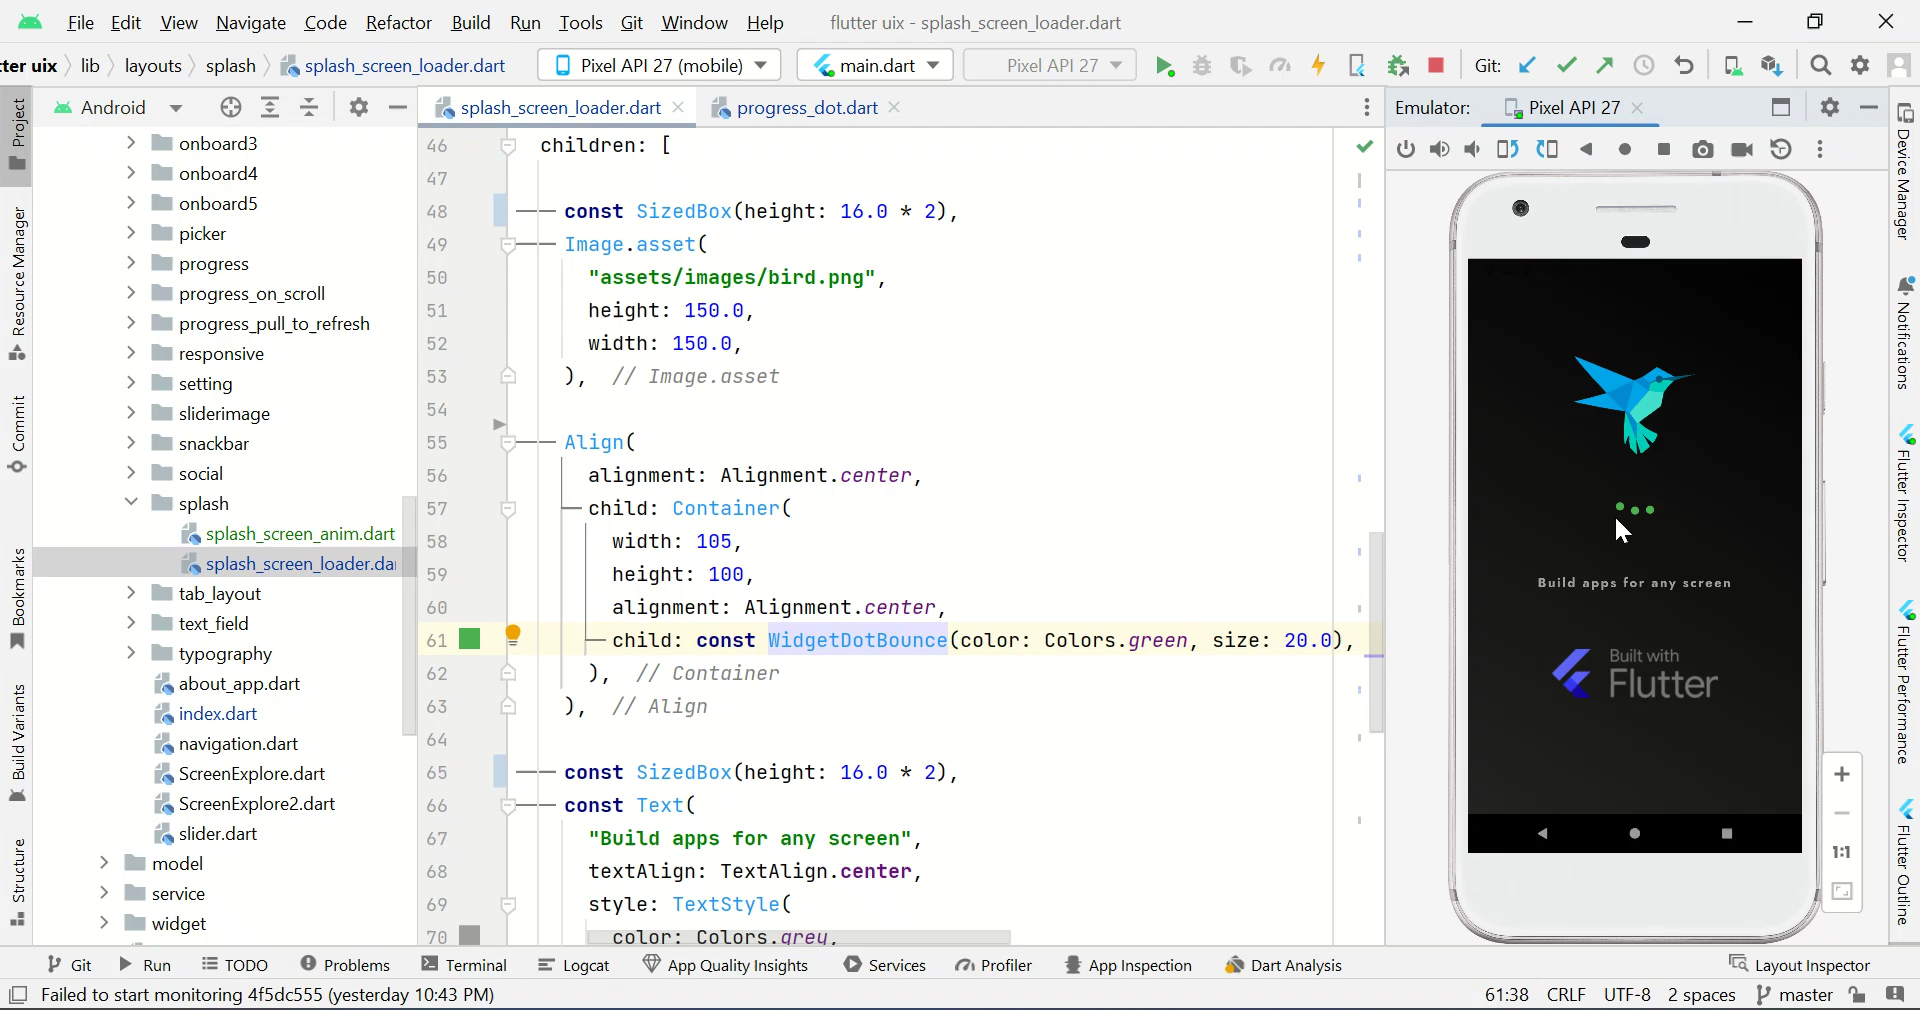 File Edit View Navigate Code Refactor Build Run Tools Git Window Help flutter uix - splash_screen_loader.dart
tter uix lib layouts splash splash_screen_loader.dart Pixel API 27 (mobile) main.dart Pixel API 27 Git:
Android
splash_screen_loader.dart progress_dot.dart
Emulator: Pixel API 27
Project
Resource Manager
Commit
Bookmarks
Build Variants
Structure
onboard3
onboard4
onboard5
picker
progress
progress_on_scroll
progress_pull_to_refresh
responsive
setting
sliderimage
snackbar
social
splash
splash_screen_anim.dart
splash_screen_loader.dar
tab_layout
text_field
typography
about_app.dart
index.dart
navigation.dart
ScreenExplore.dart
ScreenExplore2.dart
slider.dart
model
service
widget
46 children: [
47
48 const SizedBox(height: 16.0 * 2),
49 Image.asset(
50 "assets/images/bird.png",
51 height: 150.0,
52 width: 150.0,
53 ), // Image.asset
54
55 Align(
56 alignment: Alignment.center,
57 child: Container(
58 width: 105,
59 height: 100,
60 alignment: Alignment.center,
61 child: const WidgetDotBounce(color: Colors.green, size: 20.0),
62 ), // Container
63 ), // Align
64
65 const SizedBox(height: 16.0 * 2),
66 const Text(
67 "Build apps for any screen",
68 textAlign: TextAlign.center,
69 style: TextStyle(
70 color: Colors.grey,
Build apps for any screen
Built with
Flutter
1:1
Device Manager
Notifications
Flutter Inspector
Flutter Performance
Flutter Outline
Git Run TODO Problems Terminal Logcat App Quality Insights Services Profiler App Inspection Dart Analysis Layout Inspector
Failed to start monitoring 4f5dc555 (yesterday 10:43 PM) 61:38 CRLF UTF-8 2 spaces master